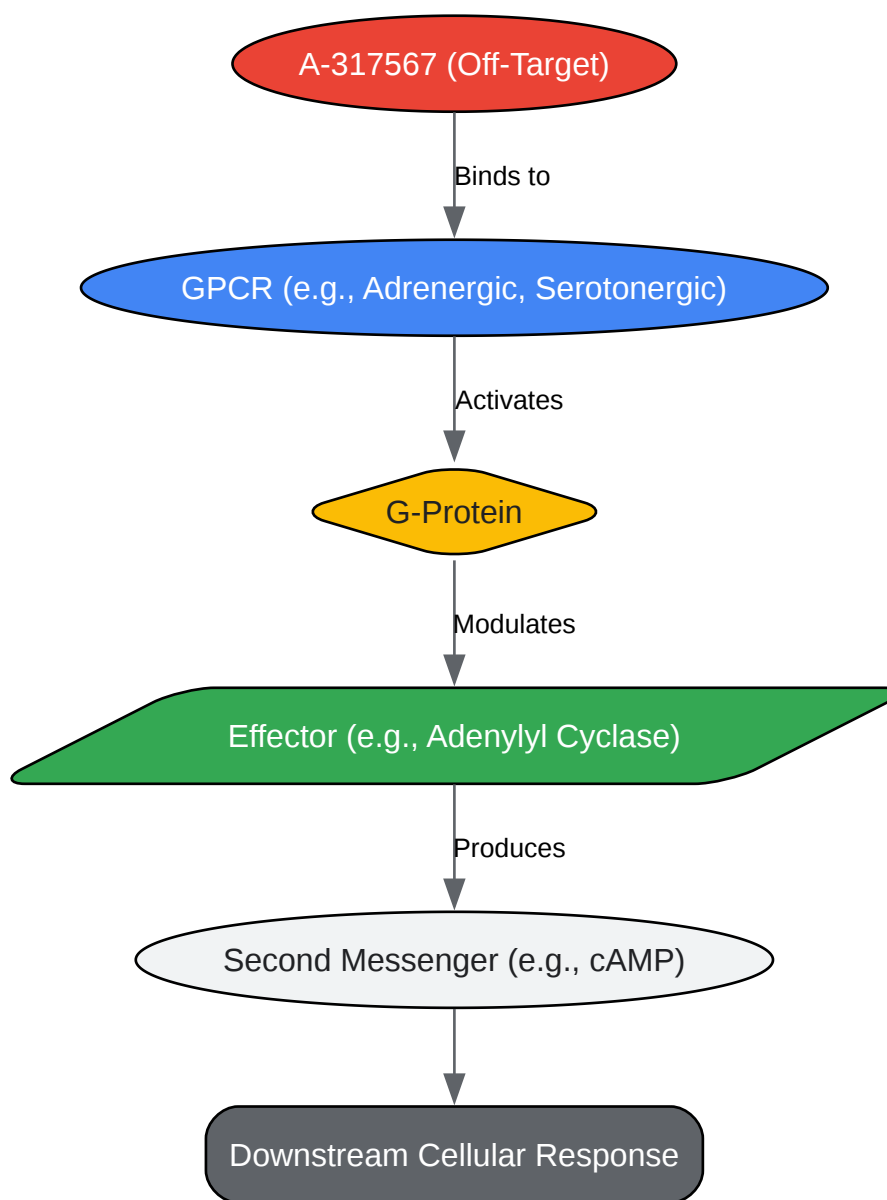 A-317567 (Off-Target)
Binds to
GPCR (e.g., Adrenergic, Serotonergic)
Activates
G-Protein
Modulates
Effector (e.g., Adenylyl Cyclase)
Produces
Second Messenger (e.g., cAMP)
Downstream Cellular Response